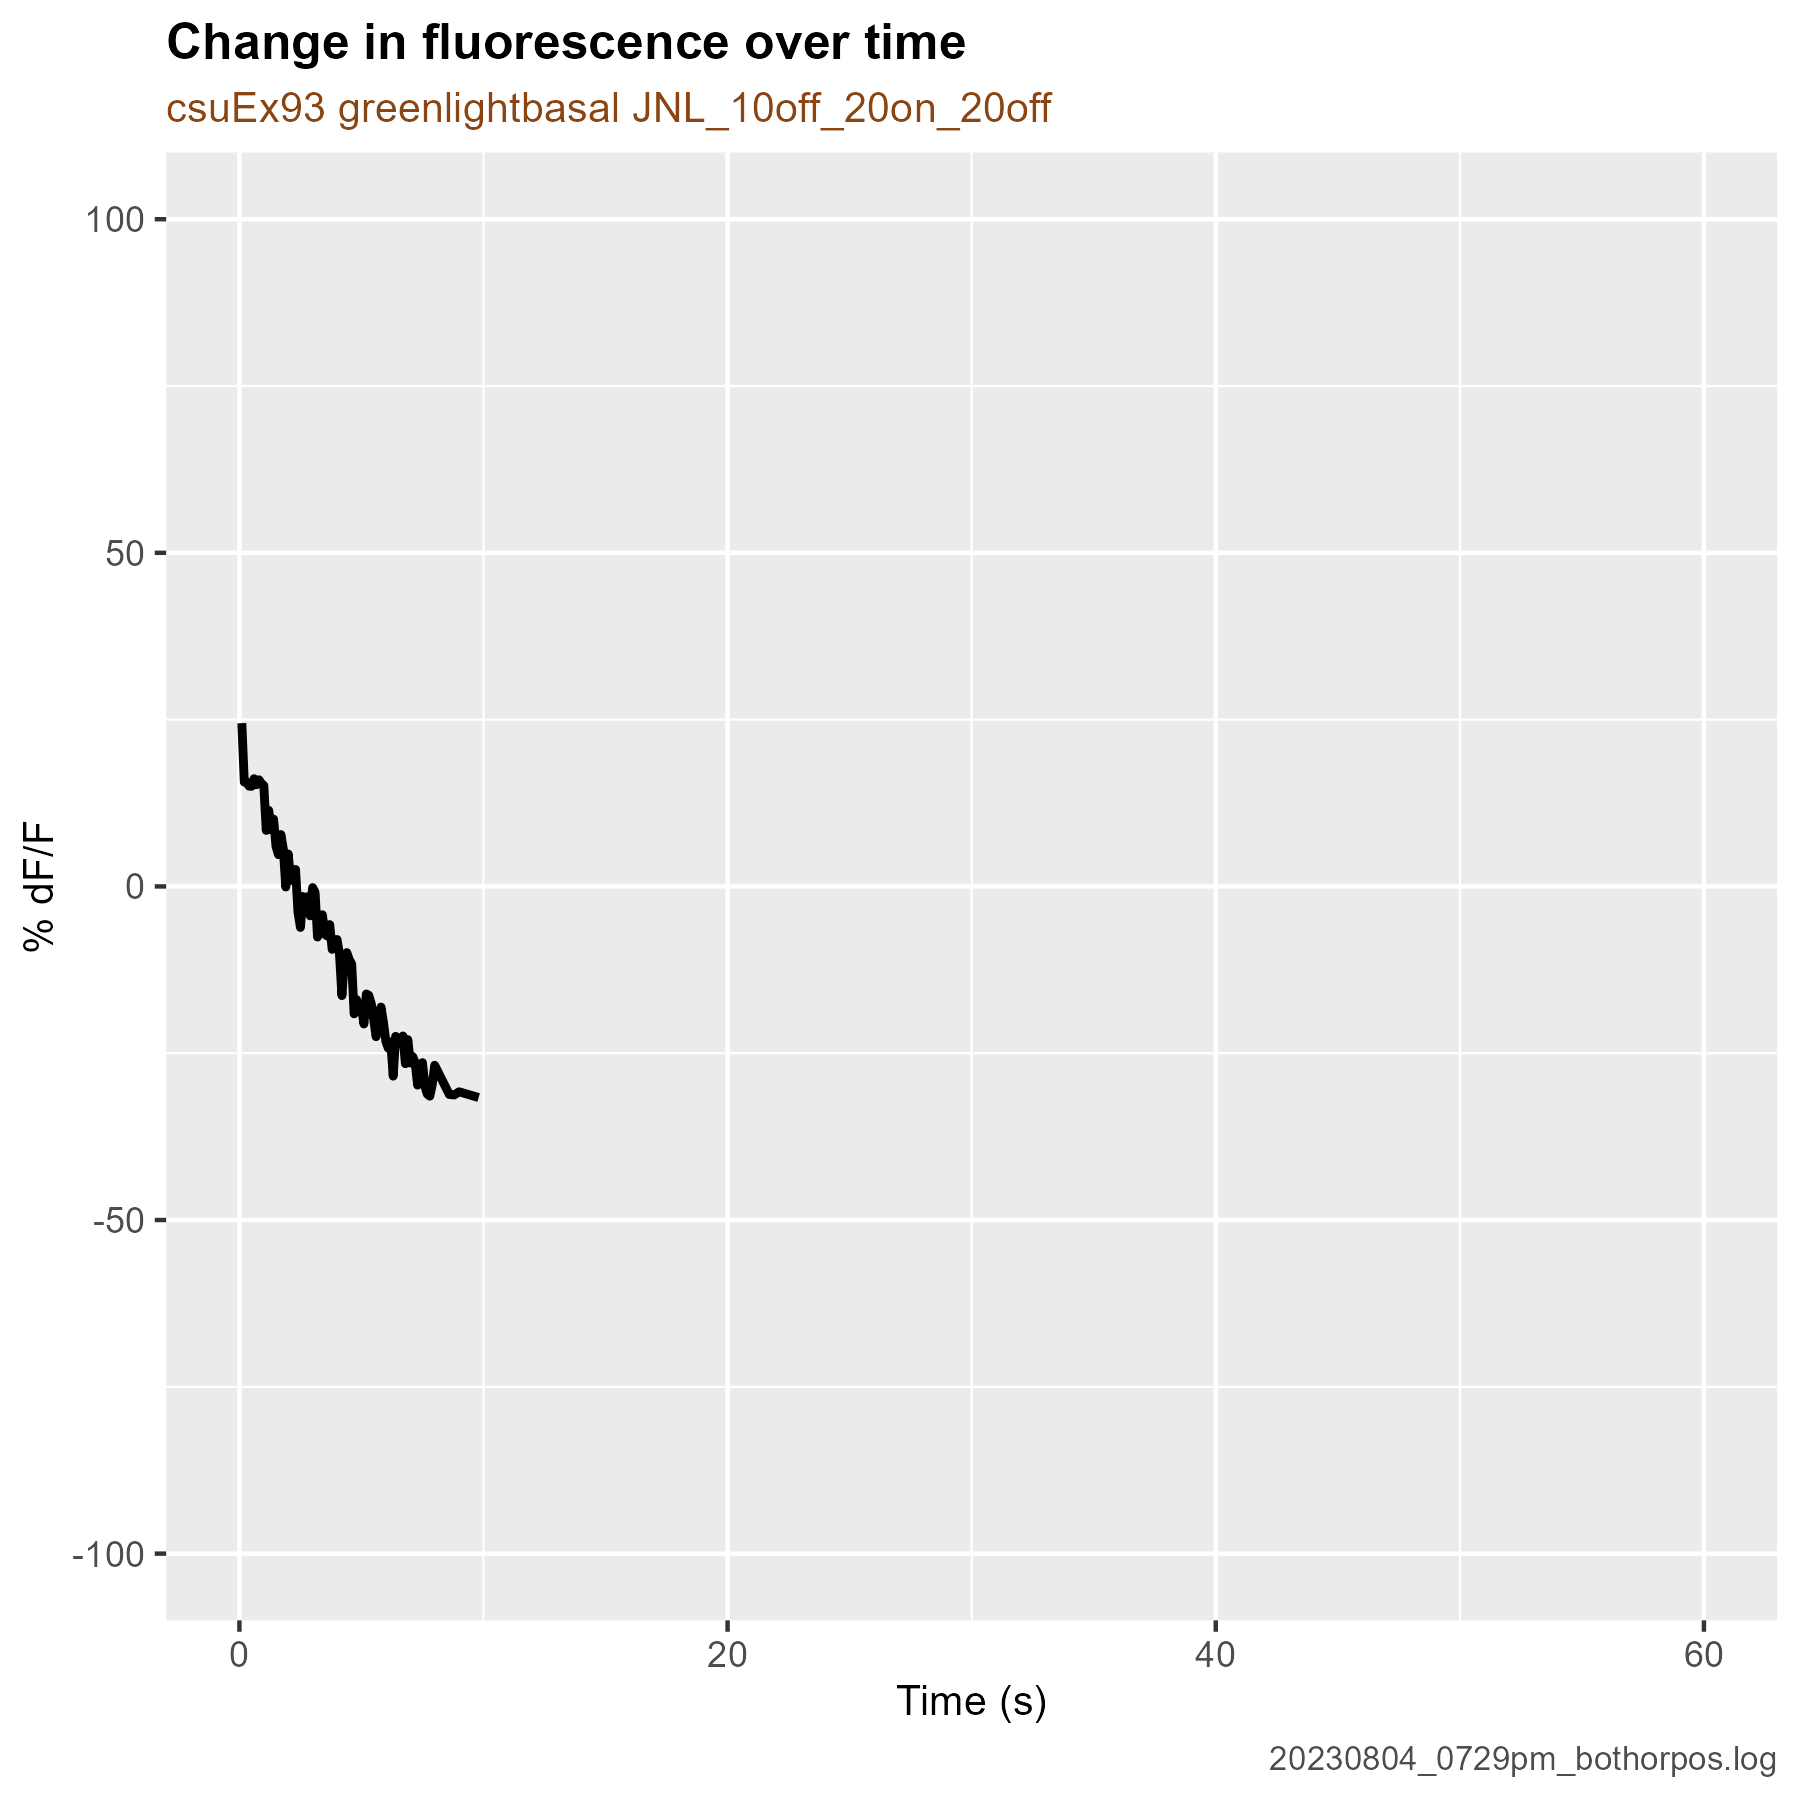 Change in fluorescence over time
csuEx93 greenlightbasal JNL_10off_20on_20off
100
50
0
-50
-100
% dF/F
0 20 40 60
Time (s)
20230804_0729pm_bothorpos.log